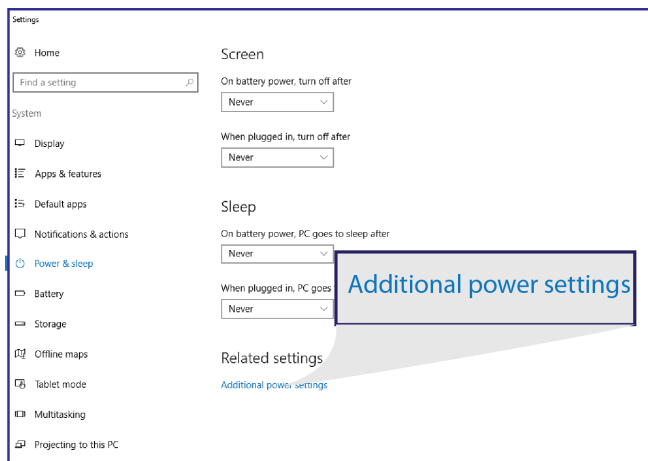 Settings
Home
Find a setting
System
Display
Apps & features
Default apps
Notifications & actions
Power & sleep
Battery
Storage
Offline maps
Tablet mode
Multitasking
Projecting to this PC
Screen
On battery power, turn off after
Never
When plugged in, turn off after
Never
Sleep
On battery power, PC goes to sleep after
Never
When plugged in, PC goes
Never
Additional power settings
Related settings
Additional power settings